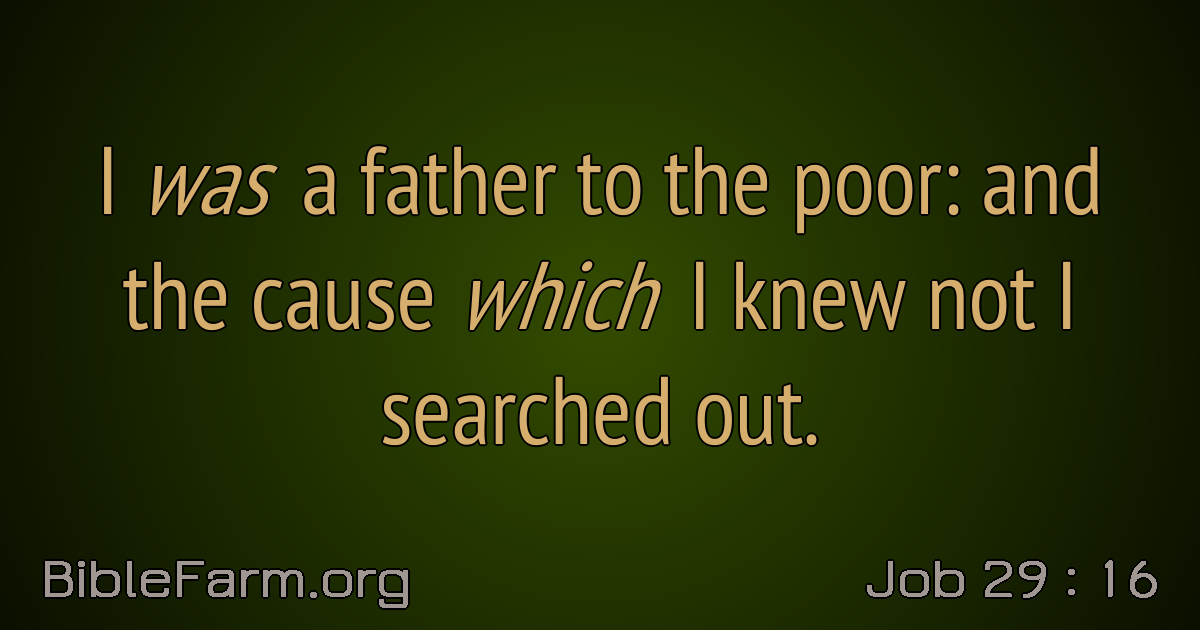 I was a father to the poor: and
the cause which I knew not I
searched out.
BibleFarm.org
Job 29 : 16